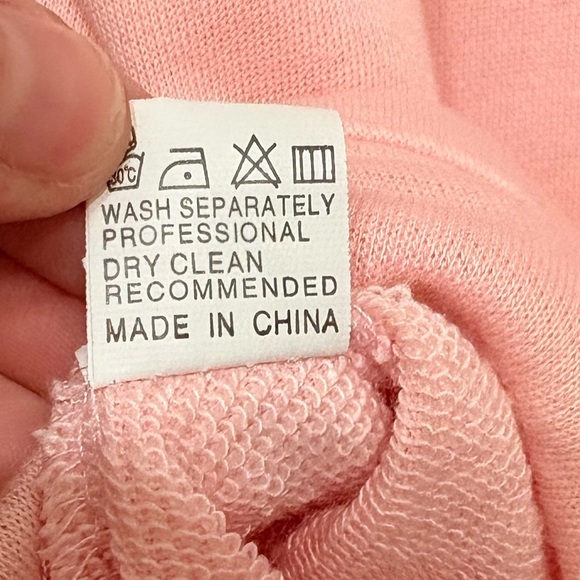 30°C
WASH SEPARATELY
PROFESSIONAL
DRY CLEAN
RECOMMENDED
MADE IN CHINA